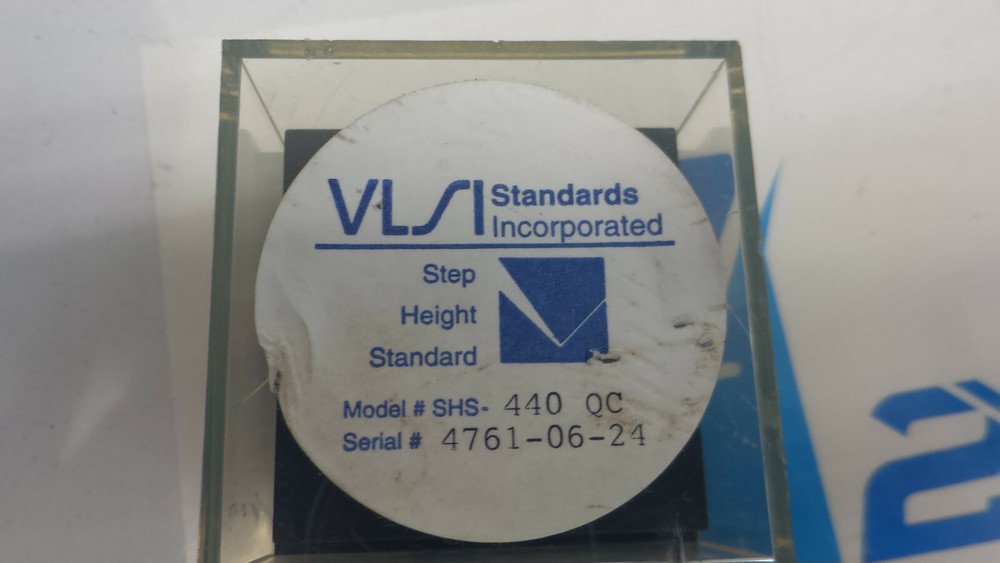 VLSI Standards
Incorporated
Step
Height
Standard
Model # SHS- 440 QC
Serial # 4761-06-24